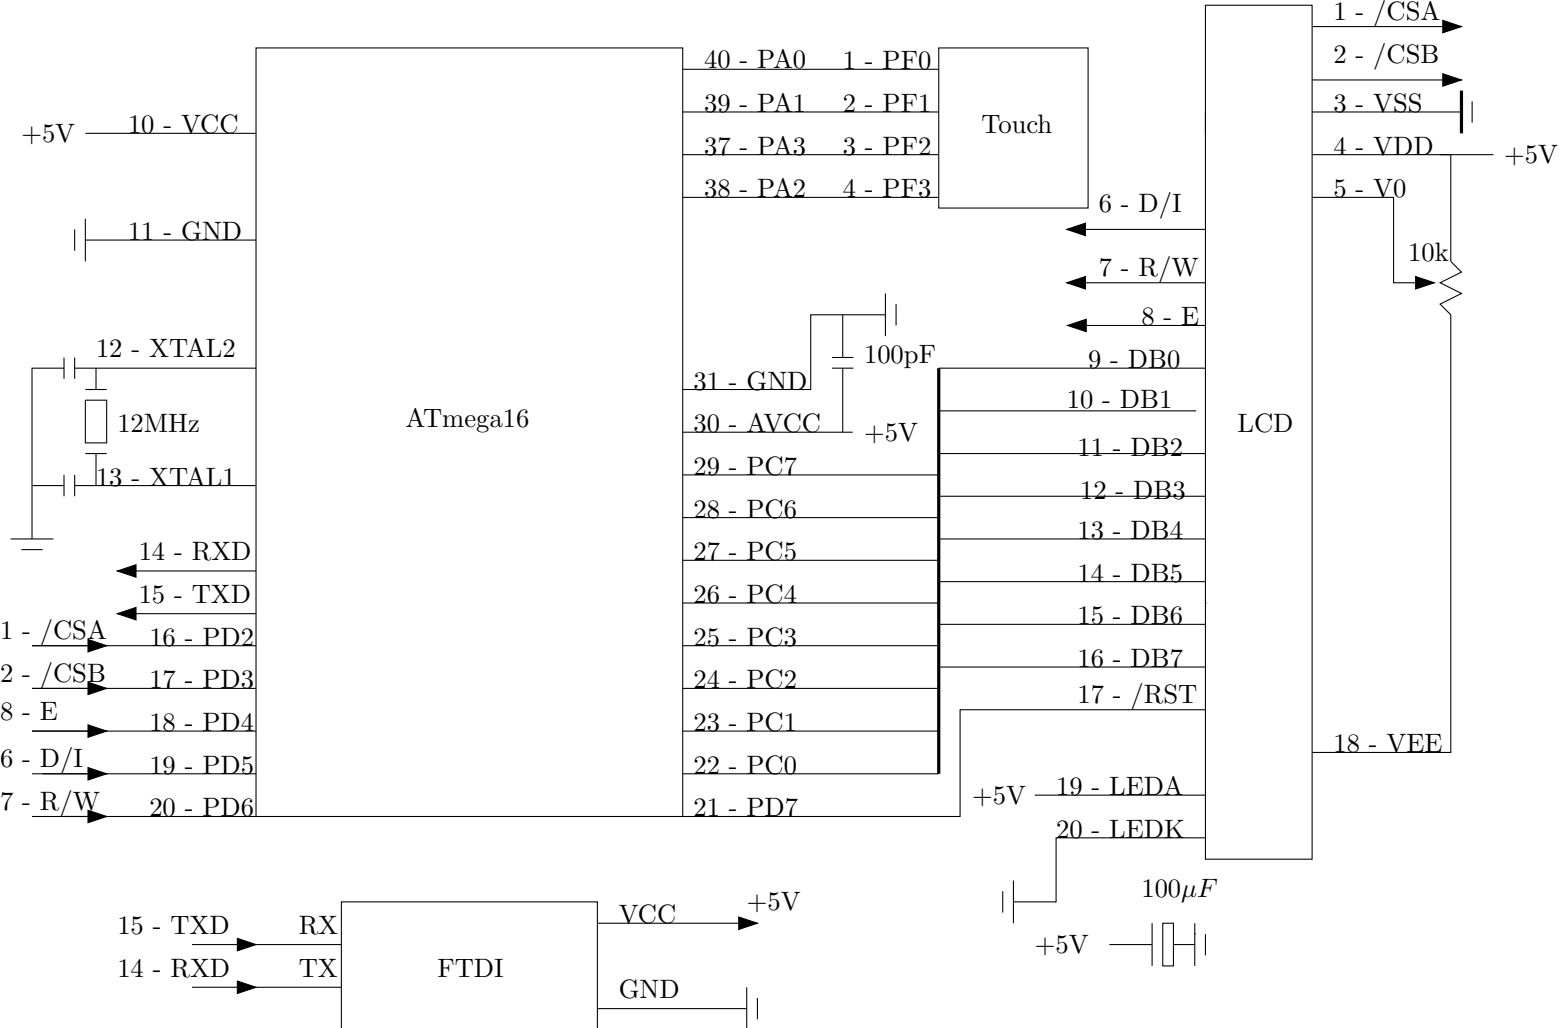 1 - /CSA
2 - /CSB
3 - VSS
4 - VDD
+5V
5 - V0
10k
18 - VEE
40 - PA0
39 - PA1
37 - PA3
38 - PA2
1 - PF0
2 - PF1
3 - PF2
4 - PF3
Touch
+5V
10 - VCC
11 - GND
12 - XTAL2
12MHz
13 - XTAL1
14 - RXD
15 - TXD
1 - /CSA
16 - PD2
2 - /CSB
17 - PD3
8 - E
18 - PD4
6 - D/I
19 - PD5
7 - R/W
20 - PD6
ATmega16
31 - GND
100pF
30 - AVCC
+5V
29 - PC7
28 - PC6
27 - PC5
26 - PC4
25 - PC3
24 - PC2
23 - PC1
22 - PC0
21 - PD7
6 - D/I
7 - R/W
8 - E
9 - DB0
10 - DB1
11 - DB2
12 - DB3
13 - DB4
14 - DB5
15 - DB6
16 - DB7
17 - /RST
LCD
+5V
19 - LEDA
20 - LEDK
100μF
+5V
15 - TXD
RX
14 - RXD
TX
FTDI
VCC
+5V
GND